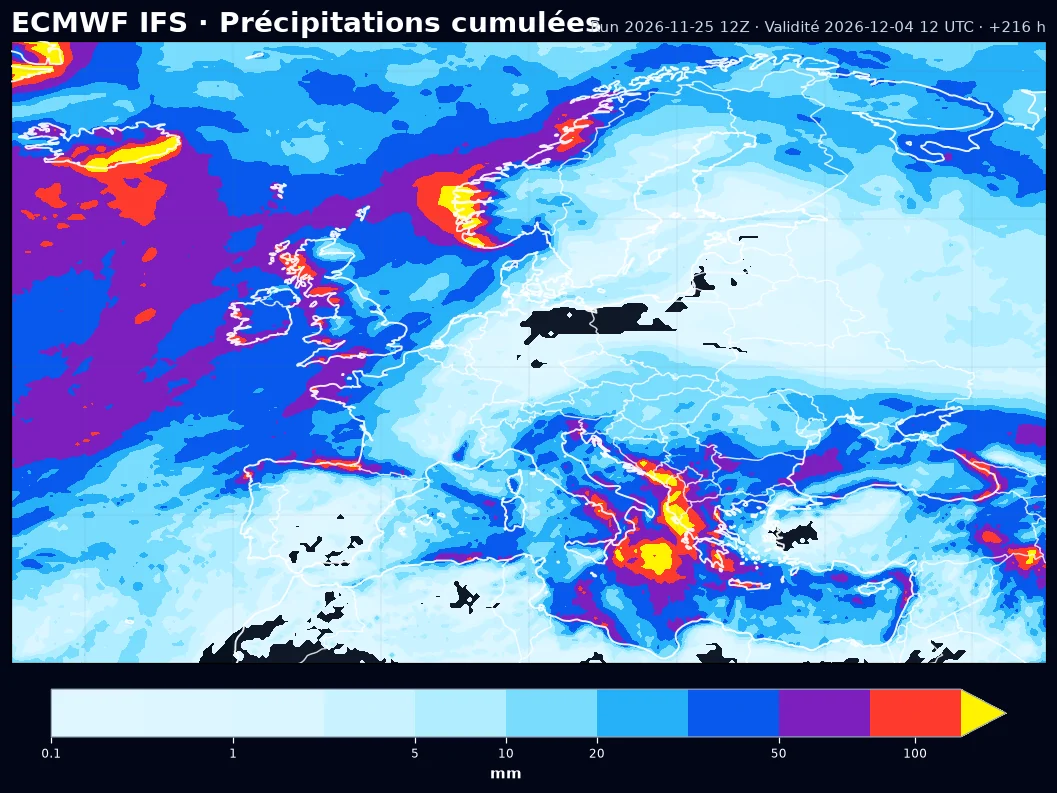 ECMWF IFS · Précipitations cumulées
Run 2026-11-25 12Z · Validité 2026-12-04 12 UTC · +216 h
0.1 1 5 10 20 50 100
mm